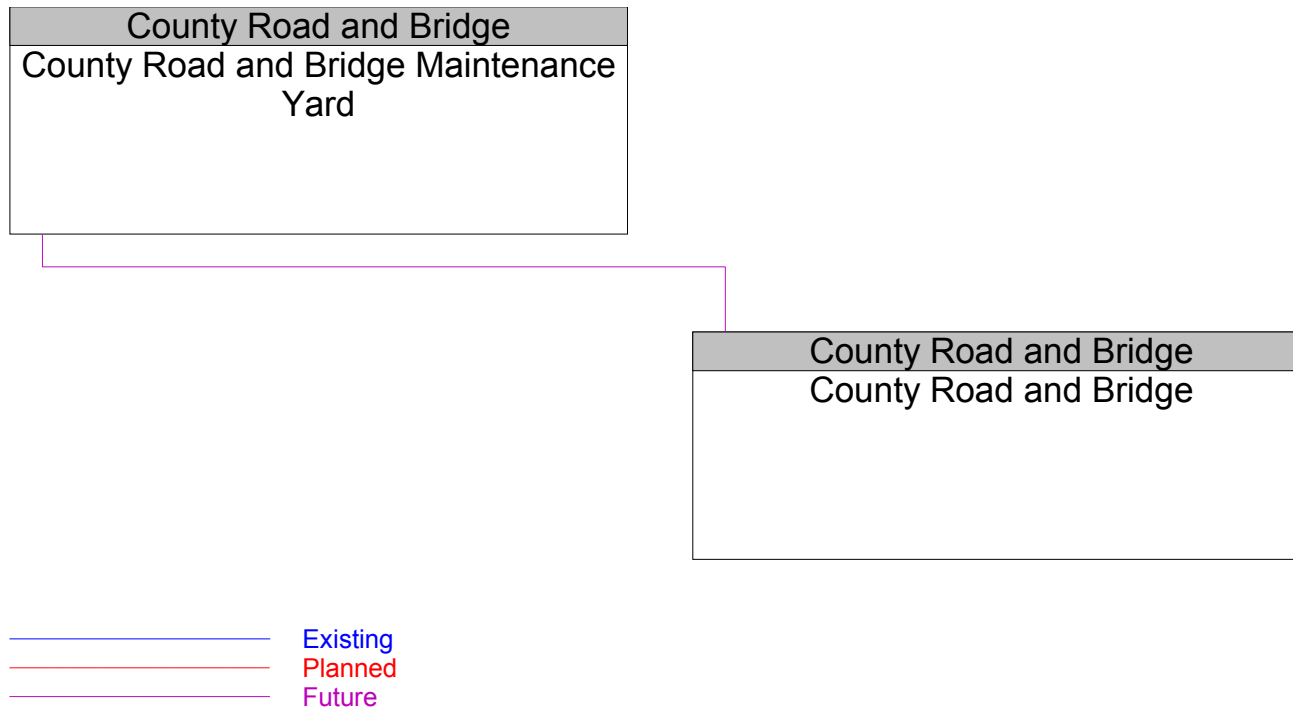 County Road and Bridge
County Road and Bridge Maintenance
Yard
County Road and Bridge
County Road and Bridge
Existing
Planned
Future